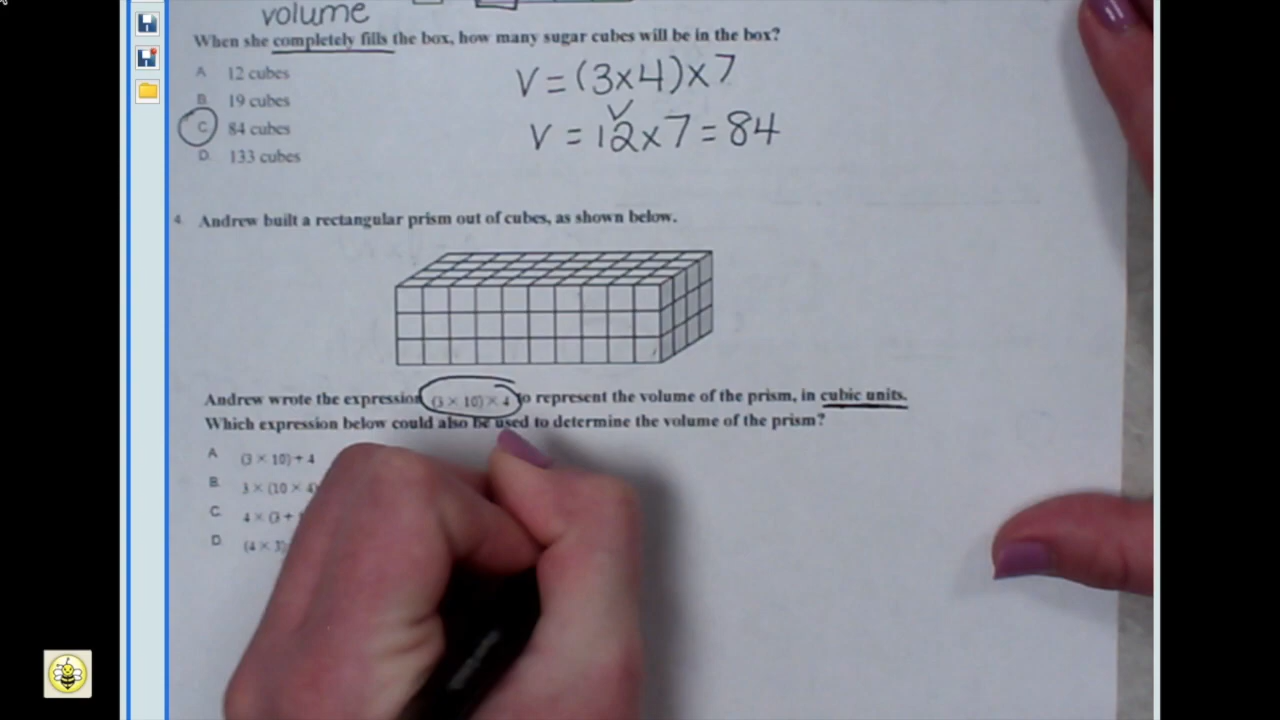 volume
When she completely fills the box, how many sugar cubes will be in the box?
A 12 cubes
B. 19 cubes
C. 84 cubes
D. 133 cubes
V = (3x4)x7
V = 12x7 = 84
4. Andrew built a rectangular prism out of cubes, as shown below.
Andrew wrote the expression (3 × 10) × 4 to represent the volume of the prism, in cubic units.
Which expression below could also be used to determine the volume of the prism?
A (3 × 10) + 4
B. 3 × (10 × 4)
C. 4 × (3 +
D. (4 × 3)